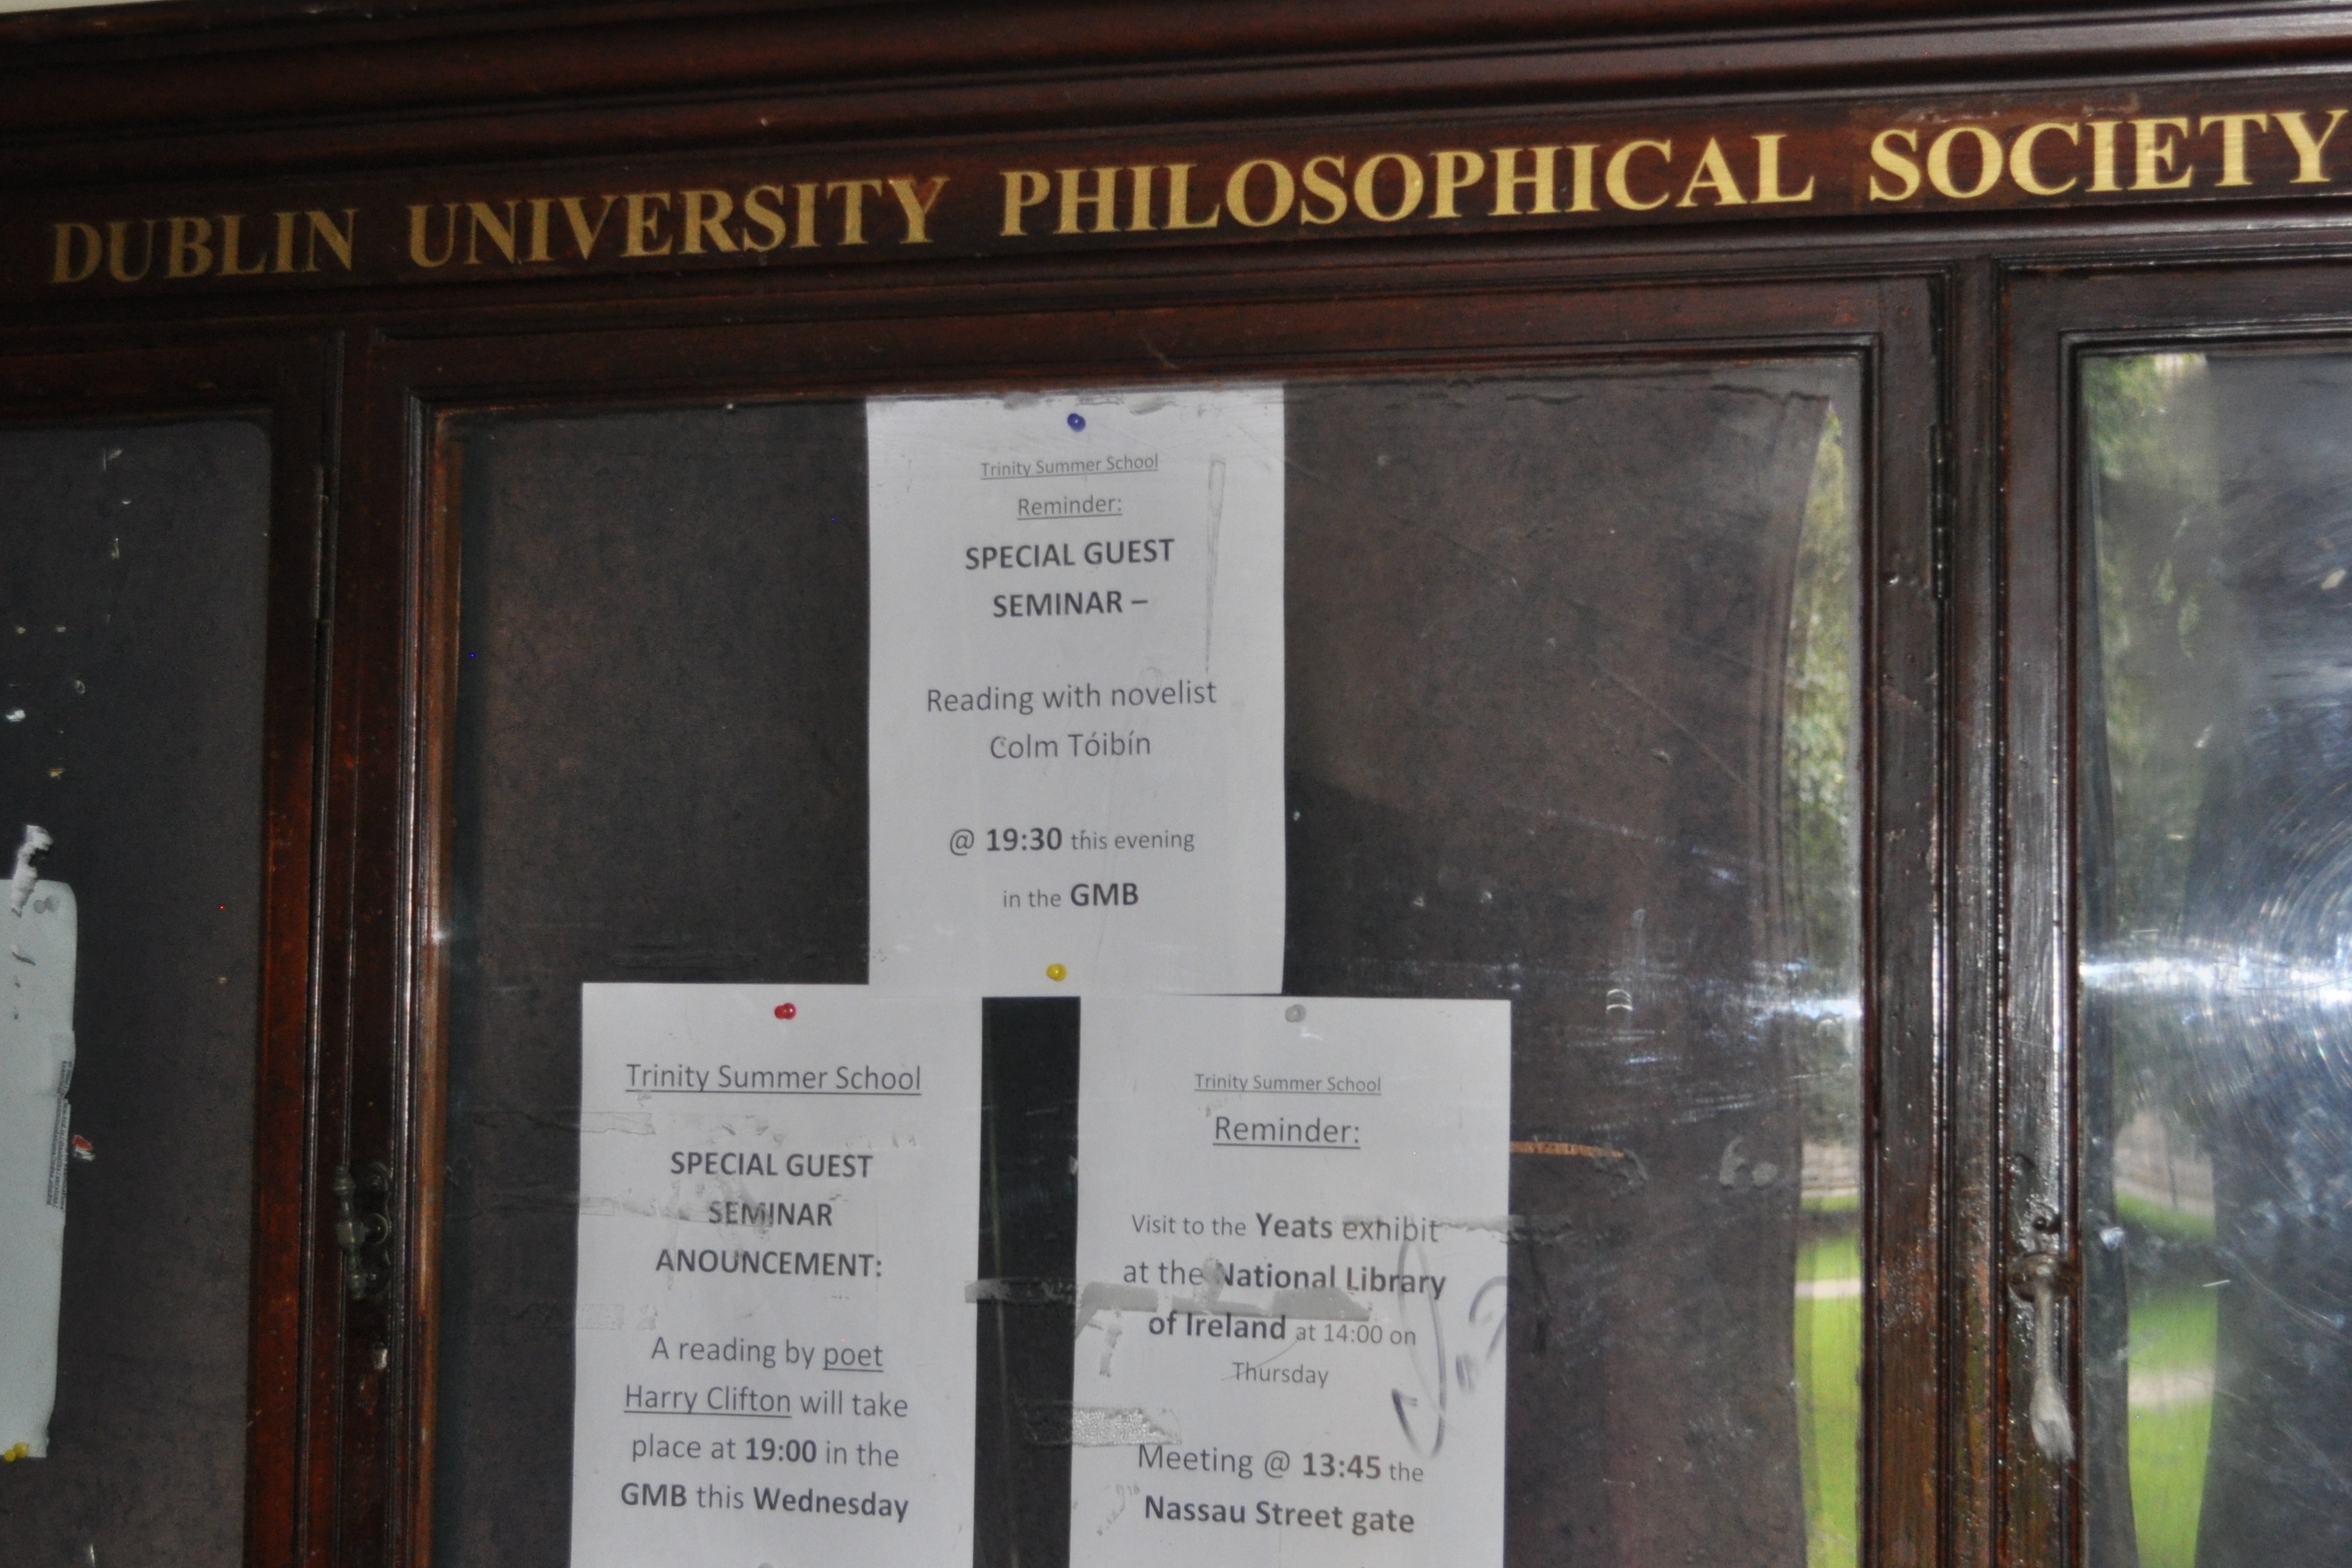 DUBLIN UNIVERSITY PHILOSOPHICAL SOCIETY
Trinity Summer School
Reminder:
SPECIAL GUEST
SEMINAR –
Reading with novelist
Colm Tóibín
@ 19:30 this evening
in the GMB
Trinity Summer School
SPECIAL GUEST
SEMINAR
ANOUNCEMENT:
A reading by poet
Harry Clifton will take
place at 19:00 in the
GMB this Wednesday
Trinity Summer School
Reminder:
Visit to the Yeats exhibit
at the National Library
of Ireland at 14:00 on
Thursday
Meeting @ 13:45 the
Nassau Street gate